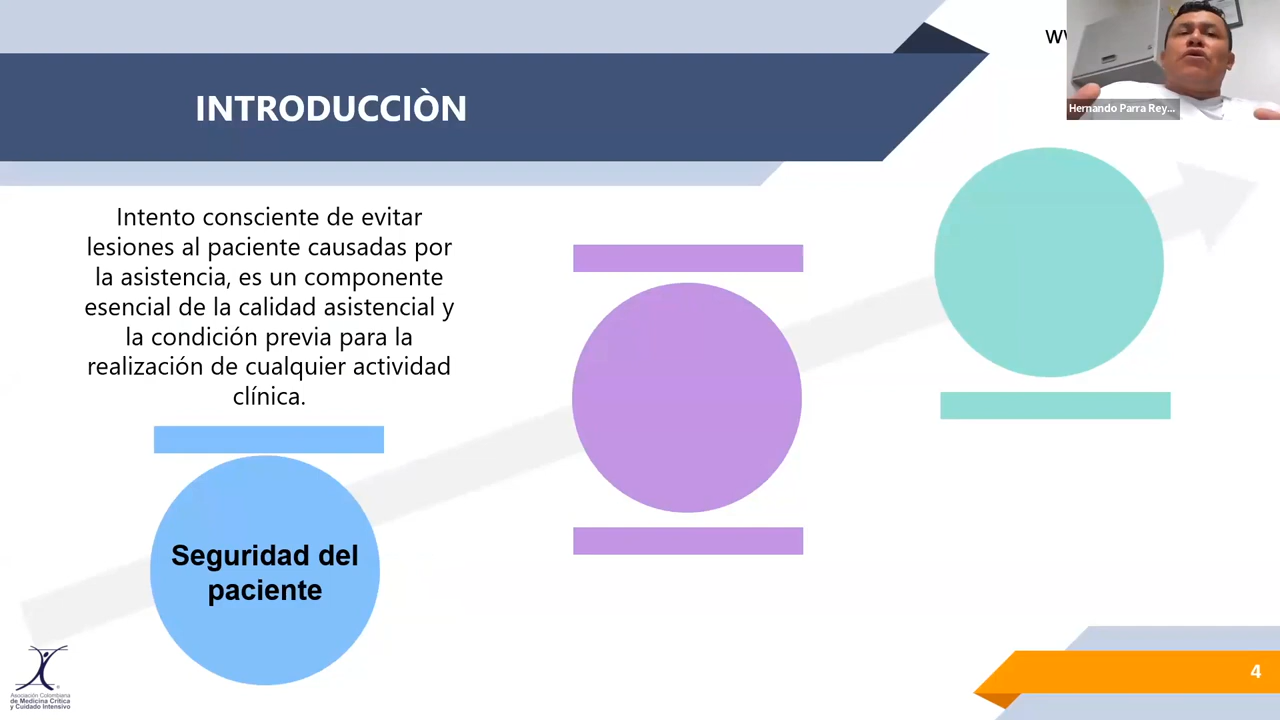 INTRODUCCIÒN
Hernando Parra Rey...
Intento consciente de evitar
lesiones al paciente causadas por
la asistencia, es un componente
esencial de la calidad asistencial y
la condición previa para la
realización de cualquier actividad
clínica.
Seguridad del
paciente
Asociación Colombiana
de Medicina Crítica
y Cuidado Intensivo
4